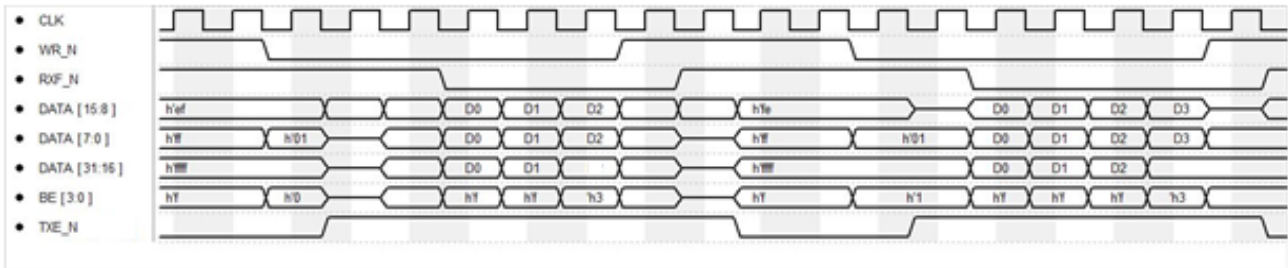 CLK
WR_N
RXF_N
DATA [15:8] h'ef D0 D1 D2 h'fe D0 D1 D2 D3
DATA [7:0] h'ff h'01 D0 D1 D2 h'ff h'01 D0 D1 D2 D3
DATA [31:16] h'ffff D0 D1 h'ffff D0 D1 D2
BE [3:0] h'f h'0 h'f h'f 'h3 h'f h'1 h'f h'f h'f 'h3
TXE_N